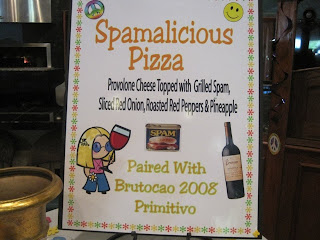 Spamalicious
Pizza
Provolone Cheese Topped with Grilled Spam,
Sliced Red Onion, Roasted Red Peppers & Pineapple
SPAM
Paired With
Brutocao 2008
Primitivo